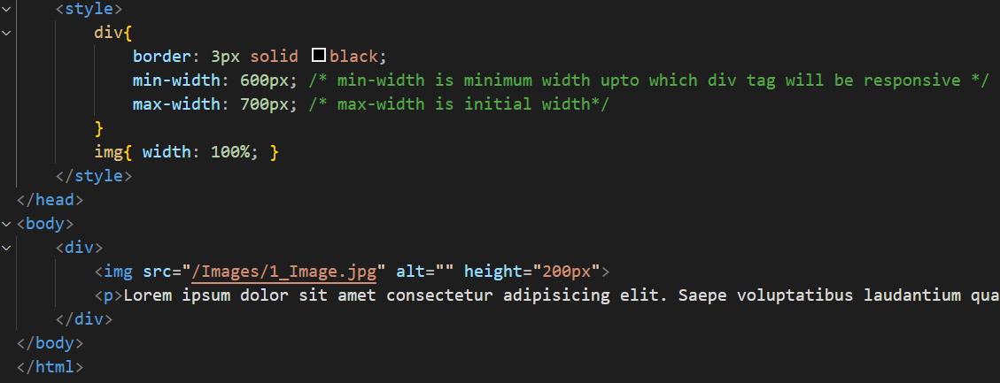 <style>
div{
border: 3px solid black;
min-width: 600px; /* min-width is minimum width upto which div tag will be responsive */
max-width: 700px; /* max-width is initial width*/
}
img{ width: 100%; }
</style>
</head>
<body>
<div>
<img src="/Images/1_Image.jpg" alt="" height="200px">
<p>Lorem ipsum dolor sit amet consectetur adipisicing elit. Saepe voluptatibus laudantium qua
</div>
</body>
</html>